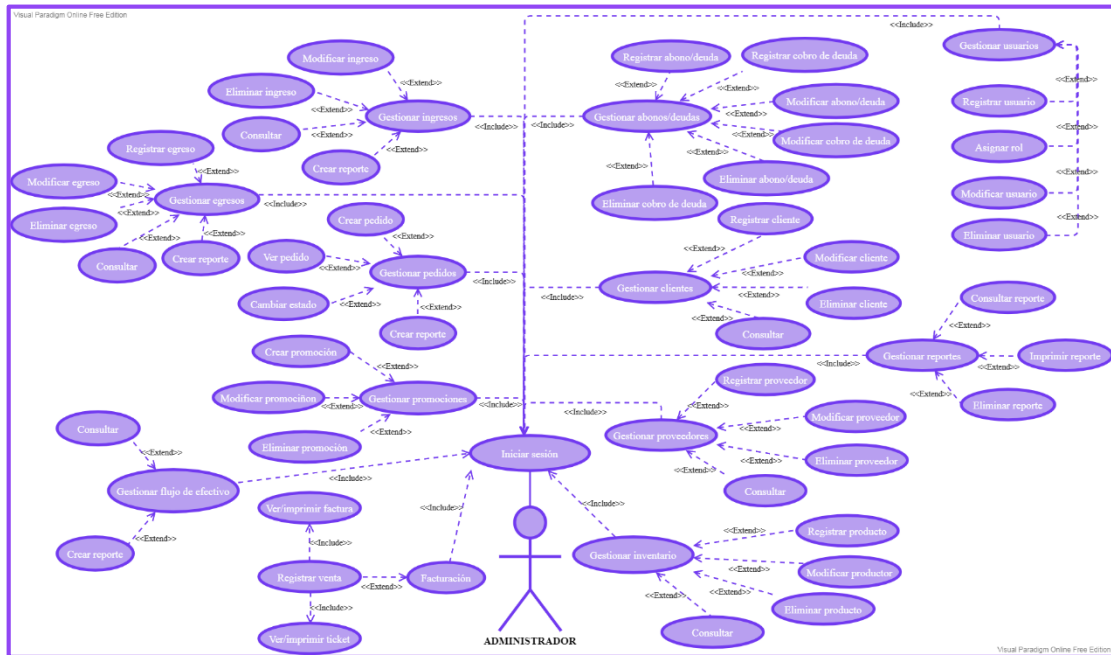 Visual Paradigm Online Free Edition
<<Include>>
Gestionar usuarios
Modificar ingreso
Registrar abono/deuda
Registrar cobro de deuda
<<Extend>>
<<Extend>>
<<Extend>>
<<Extend>>
Eliminar ingreso
<<Extend>>
Modificar abono/deuda
Registrar usuario
<<Extend>>
Gestionar ingresos
<<Include>>
<<Include>>
Gestionar abonos/deudas
<<Extend>>
Consultar
<<Extend>>
<<Extend>>
Modificar cobro de deuda
<<Extend>>
Asignar rol
Registrar egreso
<<Extend>>
Crear reporte
<<Extend>>
<<Extend>>
<<Extend>>
Eliminar abono/deuda
<<Extend>>
Modificar egreso
<<Extend>>
Gestionar egresos
<<Include>>
Eliminar cobro de deuda
Modificar usuario
<<Extend>>
Eliminar egreso
Registrar cliente
<<Extend>>
Eliminar usuario
<<Extend>>
<<Extend>>
Crear pedido
<<Extend>>
Consultar
Crear reporte
Ver pedido
<<Extend>>
Modificar cliente
<<Extend>>
Gestionar pedidos
<<Include>>
<<Extend>>
<<Include>>
Gestionar clientes
<<Extend>>
Cambiar estado
<<Extend>>
Eliminar cliente
Consultar reporte
<<Extend>>
<<Extend>>
Crear reporte
Consultar
<<Extend>>
Crear promoción
<<Include>>
Gestionar reportes
<<Extend>>
Imprimir reporte
<<Extend>>
Registrar proveedor
<<Extend>>
Modificar promociñon
<<Extend>>
Gestionar promociones
<<Include>>
<<Include>>
<<Extend>>
Eliminar reporte
Modificar proveedor
Consultar
<<Extend>>
Gestionar proveedores
Eliminar promoción
<<Extend>>
<<Extend>>
Iniciar sesión
<<Extend>>
Eliminar proveedor
<<Extend>>
<<Include>>
<<Extend>>
Consultar
Gestionar flujo de efectivo
Ver/imprimir factura
<<Include>>
<<Include>>
<<Extend>>
Registrar producto
<<Extend>>
Crear reporte
<<Include>>
Gestionar inventario
<<Extend>>
Modificar productor
Registrar venta
<<Extend>>
Facturación
<<Extend>>
<<Include>>
<<Extend>>
Eliminar producto
Ver/imprimir ticket
ADMINISTRADOR
Consultar
Visual Paradigm Online Free Edition